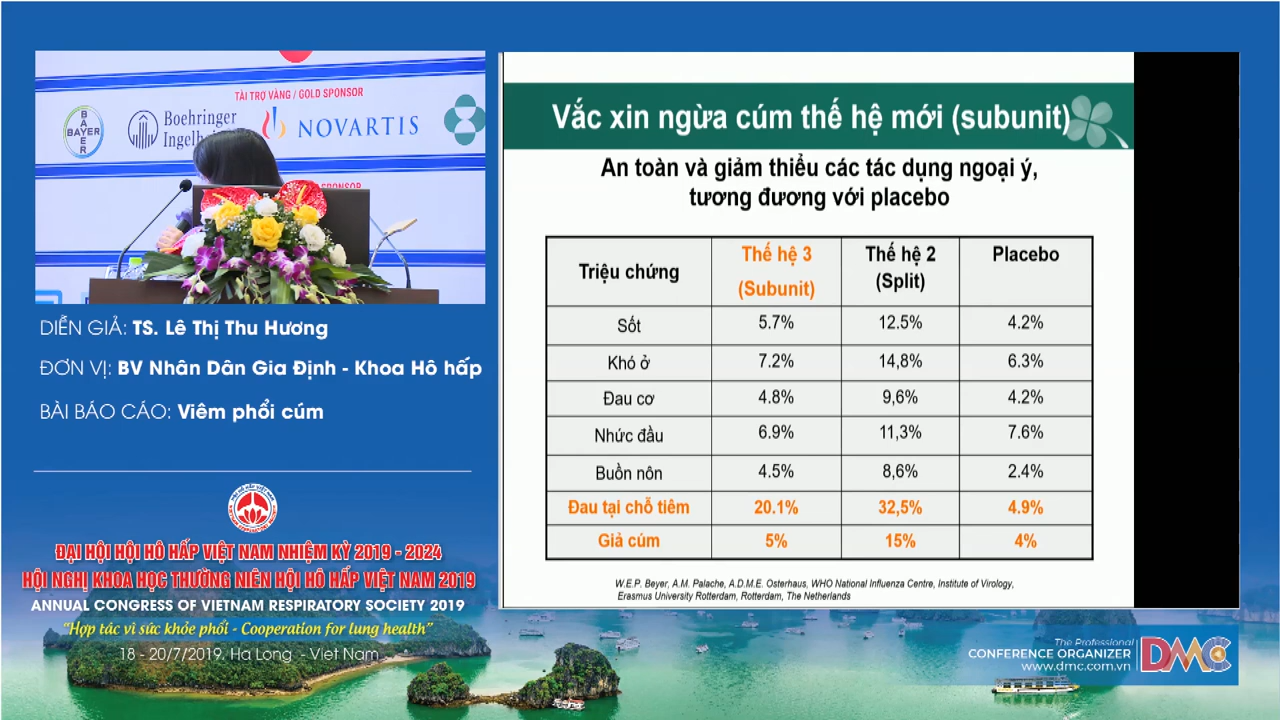 TÀI TRỢ VÀNG / GOLD SPONSOR
BAYER
BAYER
Boehringer
Ingelhei
NOVARTIS
SPONSOR
DIỄN GIẢ: TS. Lê Thị Thu Hương
ĐƠN VỊ: BV Nhân Dân Gia Định - Khoa Hô hấp
BÀI BÁO CÁO: Viêm phổi cúm
ĐẠI HỘI HỘI HÔ HẤP VIỆT NAM NHIỆM KỲ 2019 - 2024
HỘI NGHỊ KHOA HỌC THƯỜNG NIÊN HỘI HÔ HẤP VIỆT NAM 2019
ANNUAL CONGRESS OF VIETNAM RESPIRATORY SOCIETY 2019
“Hợp tác vì sức khỏe phổi - Cooperation for lung health”
18 - 20/7/2019. Ha Long - Viet Nam
Vắc xin ngừa cúm thế hệ mới (subunit)
An toàn và giảm thiểu các tác dụng ngoại ý,
tương đương với placebo
Triệu chứng Thế hệ 3 (Subunit) Thế hệ 2 (Split) Placebo
Sốt 5.7% 12.5% 4.2%
Khó ở 7.2% 14,8% 6.3%
Đau cơ 4.8% 9,6% 4.2%
Nhức đầu 6.9% 11,3% 7.6%
Buồn nôn 4.5% 8,6% 2.4%
Đau tại chỗ tiêm 20.1% 32,5% 4.9%
Giả cúm 5% 15% 4%
W.E.P. Beyer, A.M. Palache, A.D.M.E. Osterhaus, WHO National Influenza Centre, Institute of Virology,
Erasmus University Rotterdam, Rotterdam, The Netherlands
The Professional
CONFERENCE ORGANIZER
www.dmc.com.vn
DMC